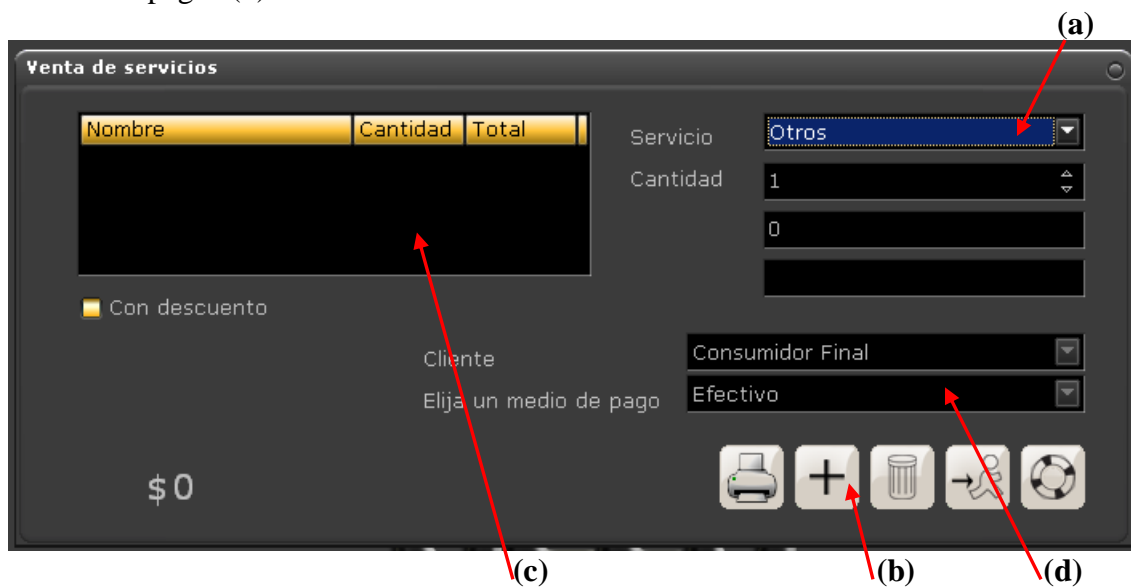 (a)
Venta de servicios
Nombre Cantidad Total
Servicio Otros
Cantidad 1
0
Con descuento
Cliente Consumidor Final
Elija un medio de pago Efectivo
$0
(c) (b) (d)